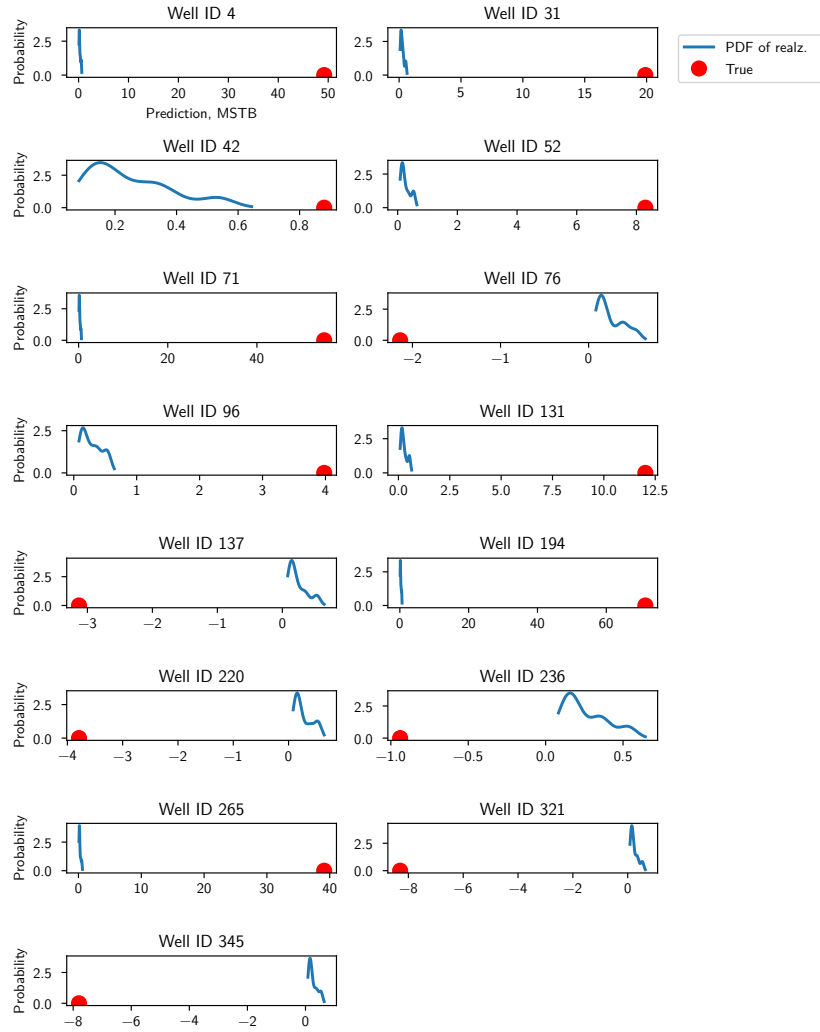 Well ID 4
Probability
2.5
0.0
0 10 20 30 40 50
Prediction, MSTB
Well ID 31
2.5
0.0
0 5 10 15 20
PDF of realz.
True
Well ID 42
Probability
2.5
0.0
0.2 0.4 0.6 0.8
Well ID 52
2.5
0.0
0 2 4 6 8
Well ID 71
Probability
2.5
0.0
0 20 40
Well ID 76
2.5
0.0
−2 −1 0
Well ID 96
Probability
2.5
0.0
0 1 2 3 4
Well ID 131
2.5
0.0
0.0 2.5 5.0 7.5 10.0 12.5
Well ID 137
Probability
2.5
0.0
−3 −2 −1 0
Well ID 194
2.5
0.0
0 20 40 60
Well ID 220
Probability
2.5
0.0
−4 −3 −2 −1 0
Well ID 236
2.5
0.0
−1.0 −0.5 0.0 0.5
Well ID 265
Probability
2.5
0.0
0 10 20 30 40
Well ID 321
2.5
0.0
−8 −6 −4 −2 0
Well ID 345
Probability
2.5
0.0
−8 −6 −4 −2 0